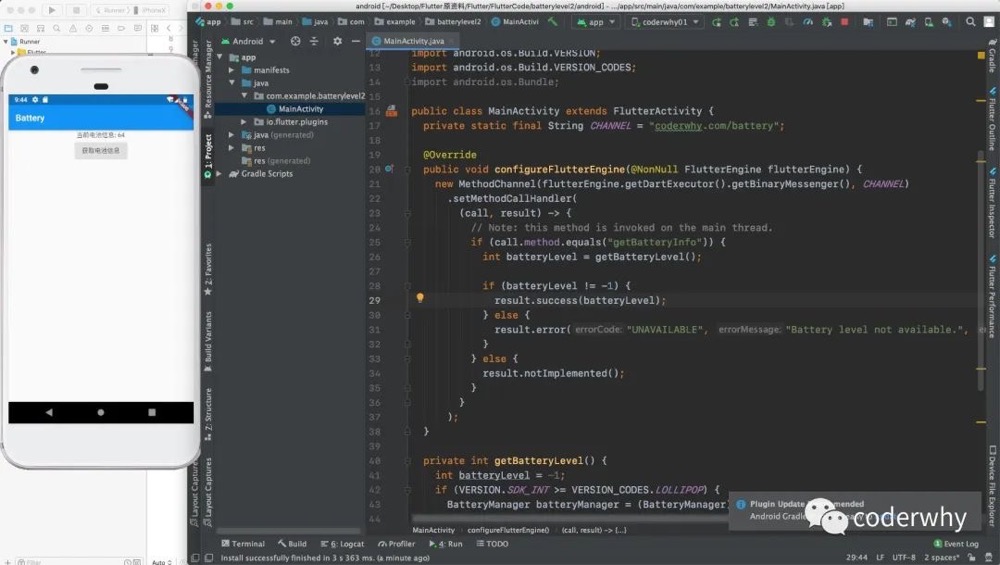 android [~/Desktop/Flutter原资料/Flutter/FlutterCode/batterylevel2/android] - .../app/src/main/java/com/example/batterylevel2/MainActivity.java [app]
app src main java com example batterylevel2 MainActivi app coderwhy01
Runner iPhoneX
Runner
Flutter
Android
MainActivity.java
app
manifests
java
com.example.batterylevel2
MainActivity
io.flutter.plugins
java (generated)
res
res (generated)
Gradle Scripts
9:44
Battery
当前电池信息: 64
获取电池信息
Resource Manager
1: Project
2: Favorites
Build Variants
Z: Structure
Layout Captures
Layout Captures
12 import android.os.Build.VERSION;
13 import android.os.Build.VERSION_CODES;
14 import android.os.Bundle;
15
16 public class MainActivity extends FlutterActivity {
17 private static final String CHANNEL = "coderwhy.com/battery";
18
19 @Override
20 public void configureFlutterEngine(@NonNull FlutterEngine flutterEngine) {
21 new MethodChannel(flutterEngine.getDartExecutor().getBinaryMessenger(), CHANNEL)
22 .setMethodCallHandler(
23 (call, result) -> {
24 // Note: this method is invoked on the main thread.
25 if (call.method.equals("getBatteryInfo")) {
26 int batteryLevel = getBatteryLevel();
27
28 if (batteryLevel != -1) {
29 result.success(batteryLevel);
30 } else {
31 result.error( errorCode: "UNAVAILABLE", errorMessage: "Battery level not available.",
32 }
33 } else {
34 result.notImplemented();
35 }
36 }
37 );
38 }
39
40 private int getBatteryLevel() {
41 int batteryLevel = -1;
42 if (VERSION.SDK_INT >= VERSION_CODES.LOLLIPOP) {
43 BatteryManager batteryManager = (BatteryManager)
44
Gradle
Flutter Outline
Flutter Inspector
Flutter Performance
Device File Explorer
Plugin Update
Android Gradle
coderwhy
MainActivity configureFlutterEngine() (call, result) -> {...}
Terminal Build 6: Logcat Profiler 4: Run TODO Event Log
Filter Auto
Install successfully finished in 3 s 363 ms. (a minute ago) 29:44 LF UTF-8 2 spaces*